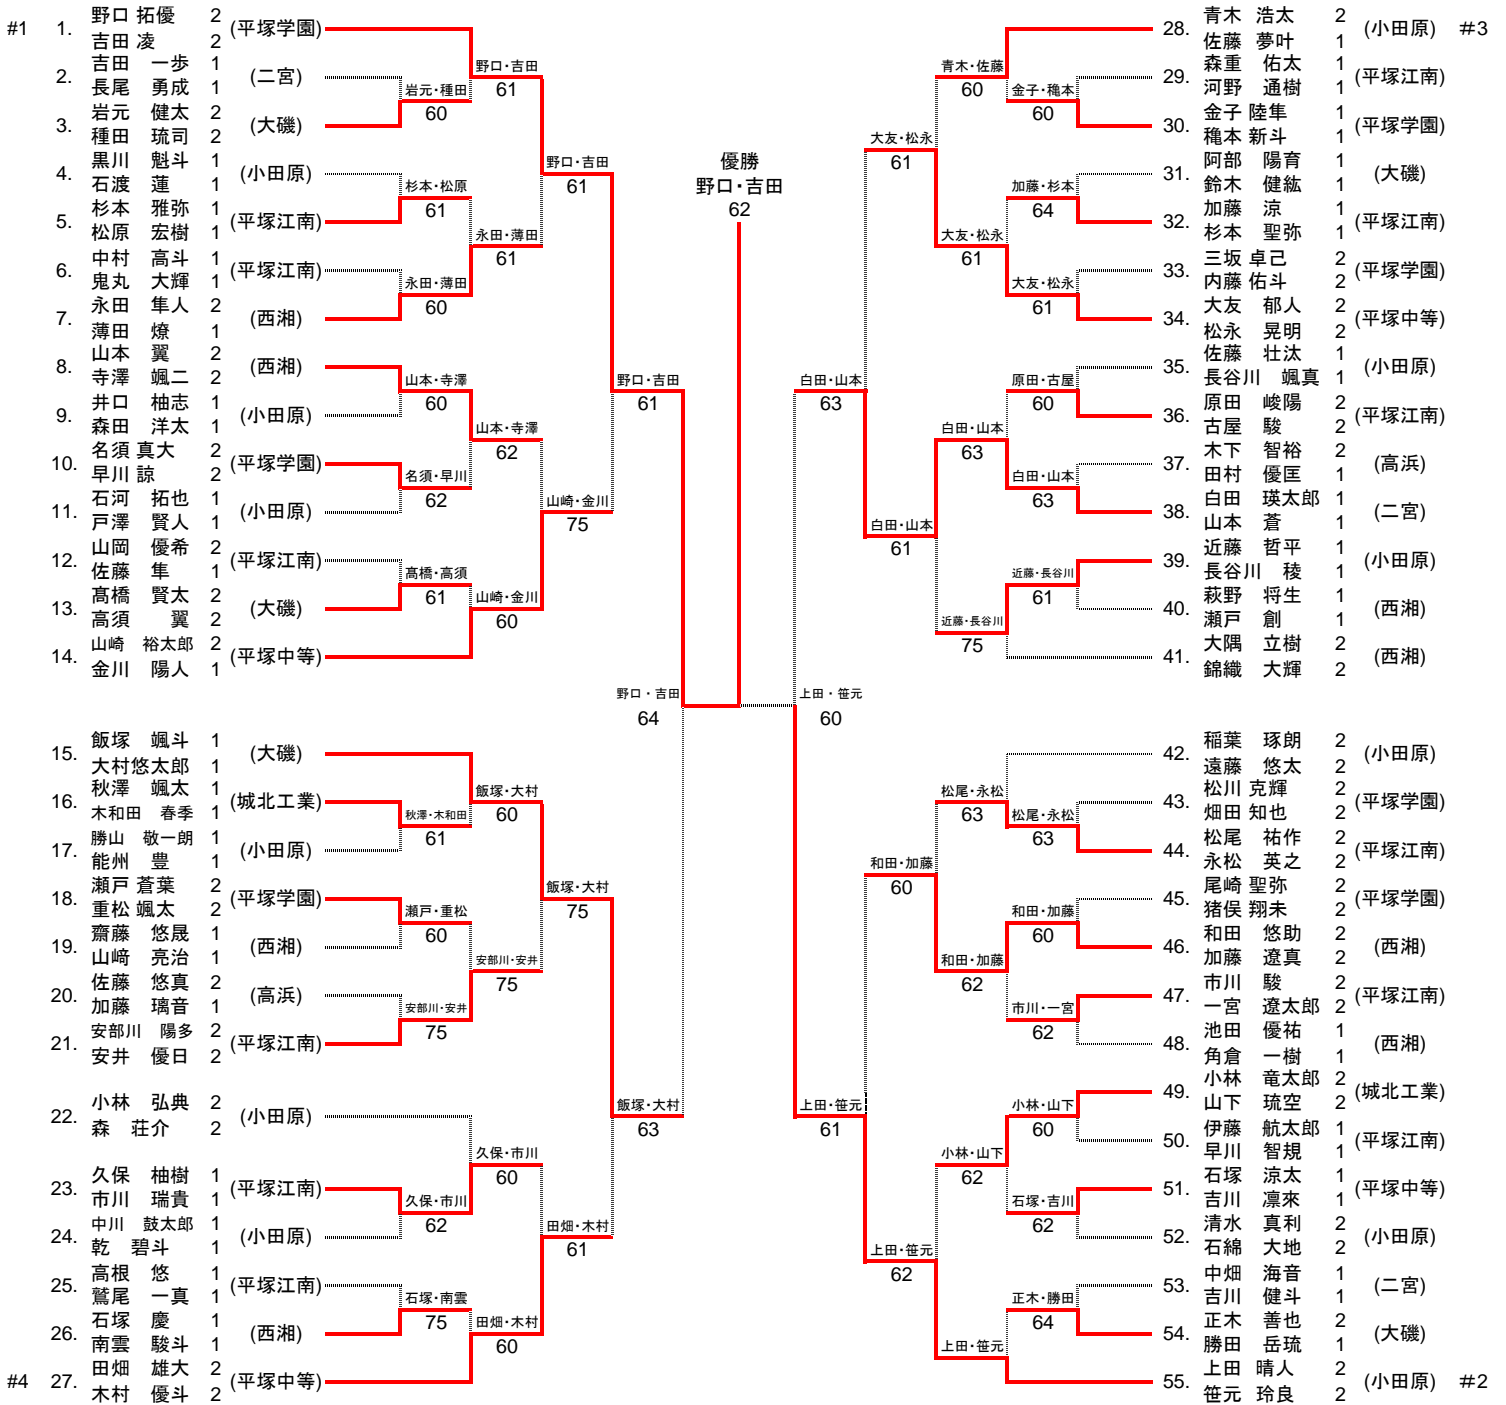 #1 1. 野口 拓優 2 (平塚学園)
吉田 凌 2
2. 吉田 一歩 1 (二宮)
長尾 勇成 1
3. 岩元 健太 2 (大磯)
種田 琉司 2
4. 黒川 魁斗 1 (小田原)
石渡 蓮 1
5. 杉本 雅弥 1 (平塚江南)
松原 宏樹 1
6. 中村 高斗 1 (平塚江南)
鬼丸 大輝 1
7. 永田 隼人 2 (西湘)
薄田 燎 1
8. 山本 翼 2 (西湘)
寺澤 颯二 2
9. 井口 柚志 1 (小田原)
森田 洋太 1
10. 名須 真大 2 (平塚学園)
早川 諒 2
11. 石河 拓也 1 (小田原)
戸澤 賢人 1
12. 山岡 優希 2 (平塚江南)
佐藤 隼 1
13. 髙橋 賢太 2 (大磯)
高須 翼 2
14. 山崎 裕太郎 2 (平塚中等)
金川 陽人 1
15. 飯塚 颯斗 1 (大磯)
大村悠太郎 1
16. 秋澤 颯太 1 (城北工業)
木和田 春季 1
17. 勝山 敬一朗 1 (小田原)
能州 豊 1
18. 瀬戸 蒼葉 2 (平塚学園)
重松 颯太 2
19. 齋藤 悠晟 1 (西湘)
山﨑 亮治 1
20. 佐藤 悠真 2 (高浜)
加藤 璃音 1
21. 安部川 陽多 2 (平塚江南)
安井 優日 2
22. 小林 弘典 2 (小田原)
森 荘介 2
23. 久保 柚樹 1 (平塚江南)
市川 瑞貴 1
24. 中川 鼓太郎 1 (小田原)
乾 碧斗 1
25. 高根 悠 1 (平塚江南)
鷲尾 一真 1
26. 石塚 慶 1 (西湘)
南雲 駿斗 1
#4 27. 田畑 雄大 2 (平塚中等)
木村 優斗 2
岩元・種田
60
杉本・松原
61
永田・薄田
60
山本・寺澤
60
名須・早川
62
髙橋・高須
61
秋澤・木和田
61
瀬戸・重松
60
安部川・安井
75
久保・市川
62
石塚・南雲
75
野口・吉田
61
永田・薄田
61
山本・寺澤
62
山崎・金川
60
飯塚・大村
60
安部川・安井
75
久保・市川
60
田畑・木村
60
野口・吉田
61
山崎・金川
75
飯塚・大村
75
田畑・木村
61
野口・吉田
61
飯塚・大村
63
野口・吉田
64
優勝
野口・吉田
62
上田・笹元
60
白田・山本
63
上田・笹元
61
大友・松永
61
白田・山本
61
和田・加藤
60
上田・笹元
62
青木・佐藤
60
大友・松永
61
白田・山本
63
近藤・長谷川
75
松尾・永松
63
和田・加藤
62
小林・山下
62
上田・笹元
金子・穐本
60
加藤・杉本
64
大友・松永
61
原田・古屋
60
白田・山本
63
近藤・長谷川
61
松尾・永松
63
和田・加藤
60
市川・一宮
62
小林・山下
60
石塚・吉川
62
正木・勝田
64
28. 青木 浩太 2 (小田原) #3
佐藤 夢叶 1
29. 森重 佑太 1 (平塚江南)
河野 通樹 1
30. 金子 陸隼 1 (平塚学園)
穐本 新斗 1
31. 阿部 陽育 1 (大磯)
鈴木 健紘 1
32. 加藤 涼 1 (平塚江南)
杉本 聖弥 1
33. 三坂 卓己 2 (平塚学園)
内藤 佑斗 2
34. 大友 郁人 2 (平塚中等)
松永 晃明 2
35. 佐藤 壮汰 1 (小田原)
長谷川 颯真 1
36. 原田 峻陽 2 (平塚江南)
古屋 駿 2
37. 木下 智裕 2 (高浜)
田村 優匡 1
38. 白田 瑛太郎 1 (二宮)
山本 蒼 1
39. 近藤 哲平 1 (小田原)
長谷川 稜 1
40. 萩野 将生 1 (西湘)
瀬戸 創 1
41. 大隅 立樹 2 (西湘)
錦織 大輝 2
42. 稲葉 琢朗 2 (小田原)
遠藤 悠太 2
43. 松川 克輝 2 (平塚学園)
畑田 知也 2
44. 松尾 祐作 2 (平塚江南)
永松 英之 2
45. 尾崎 聖弥 2 (平塚学園)
猪俣 翔未 2
46. 和田 悠助 2 (西湘)
加藤 遼真 2
47. 市川 駿 2 (平塚江南)
一宮 遼太郎 2
48. 池田 優祐 1 (西湘)
角倉 一樹 1
49. 小林 竜太郎 2 (城北工業)
山下 琉空 2
50. 伊藤 航太郎 1 (平塚江南)
早川 智規 1
51. 石塚 涼太 1 (平塚中等)
吉川 凛來 1
52. 清水 真利 2 (小田原)
石綿 大地 2
53. 中畑 海音 1 (二宮)
吉川 健斗 1
54. 正木 善也 2 (大磯)
勝田 岳琉 1
55. 上田 晴人 2 (小田原) #2
笹元 玲良 2